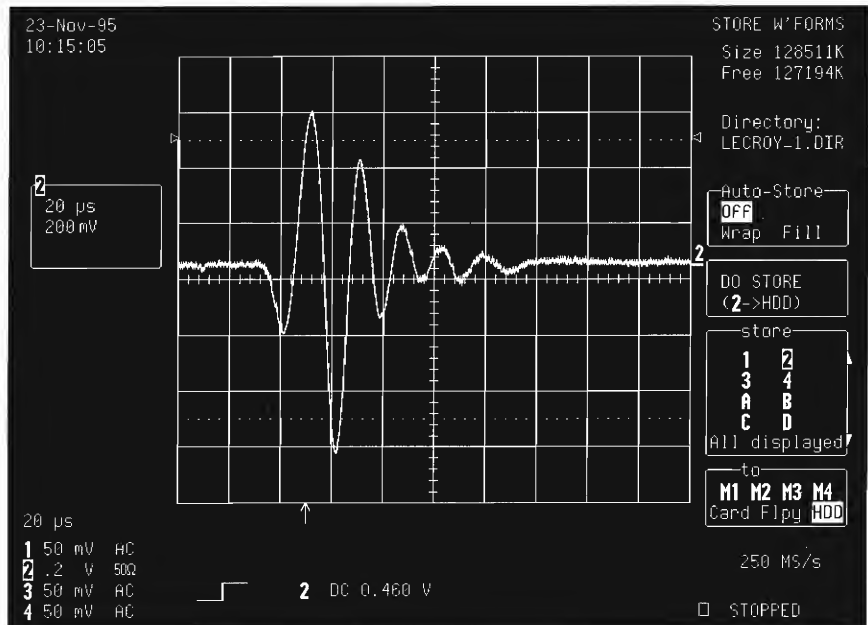 23-Nov-95
10:15:05
2
20 µs
200mV
STORE W'FORMS
Size 128511K
Free 127194K
Directory:
LECROY_1.DIR
Auto-Store
Off
Wrap Fill
2
DO STORE
(2->HDD)
store
1 2
3 4
A B
C D
All displayed
to
M1 M2 M3 M4
Card Flpy HDD
20 µs
1 50 mV AC
2 .2 V 50Ω
3 50 mV AC
4 50 mV AC
2 DC 0.460 V
250 MS/s
STOPPED